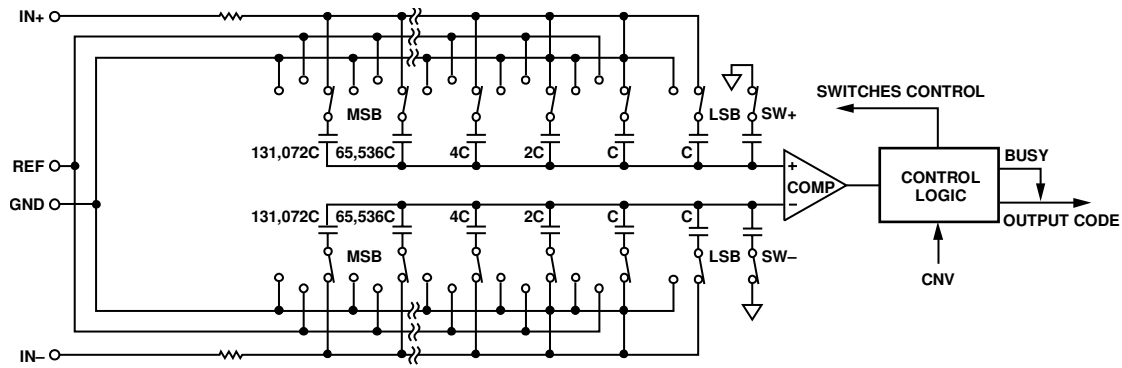 IN+
SWITCHES CONTROL
MSB
LSB
SW+
131,072C
65,536C
4C
2C
C
C
REF
GND
+
COMP
–
CONTROL
LOGIC
BUSY
OUTPUT CODE
131,072C
65,536C
4C
2C
C
C
MSB
LSB
SW–
CNV
IN–